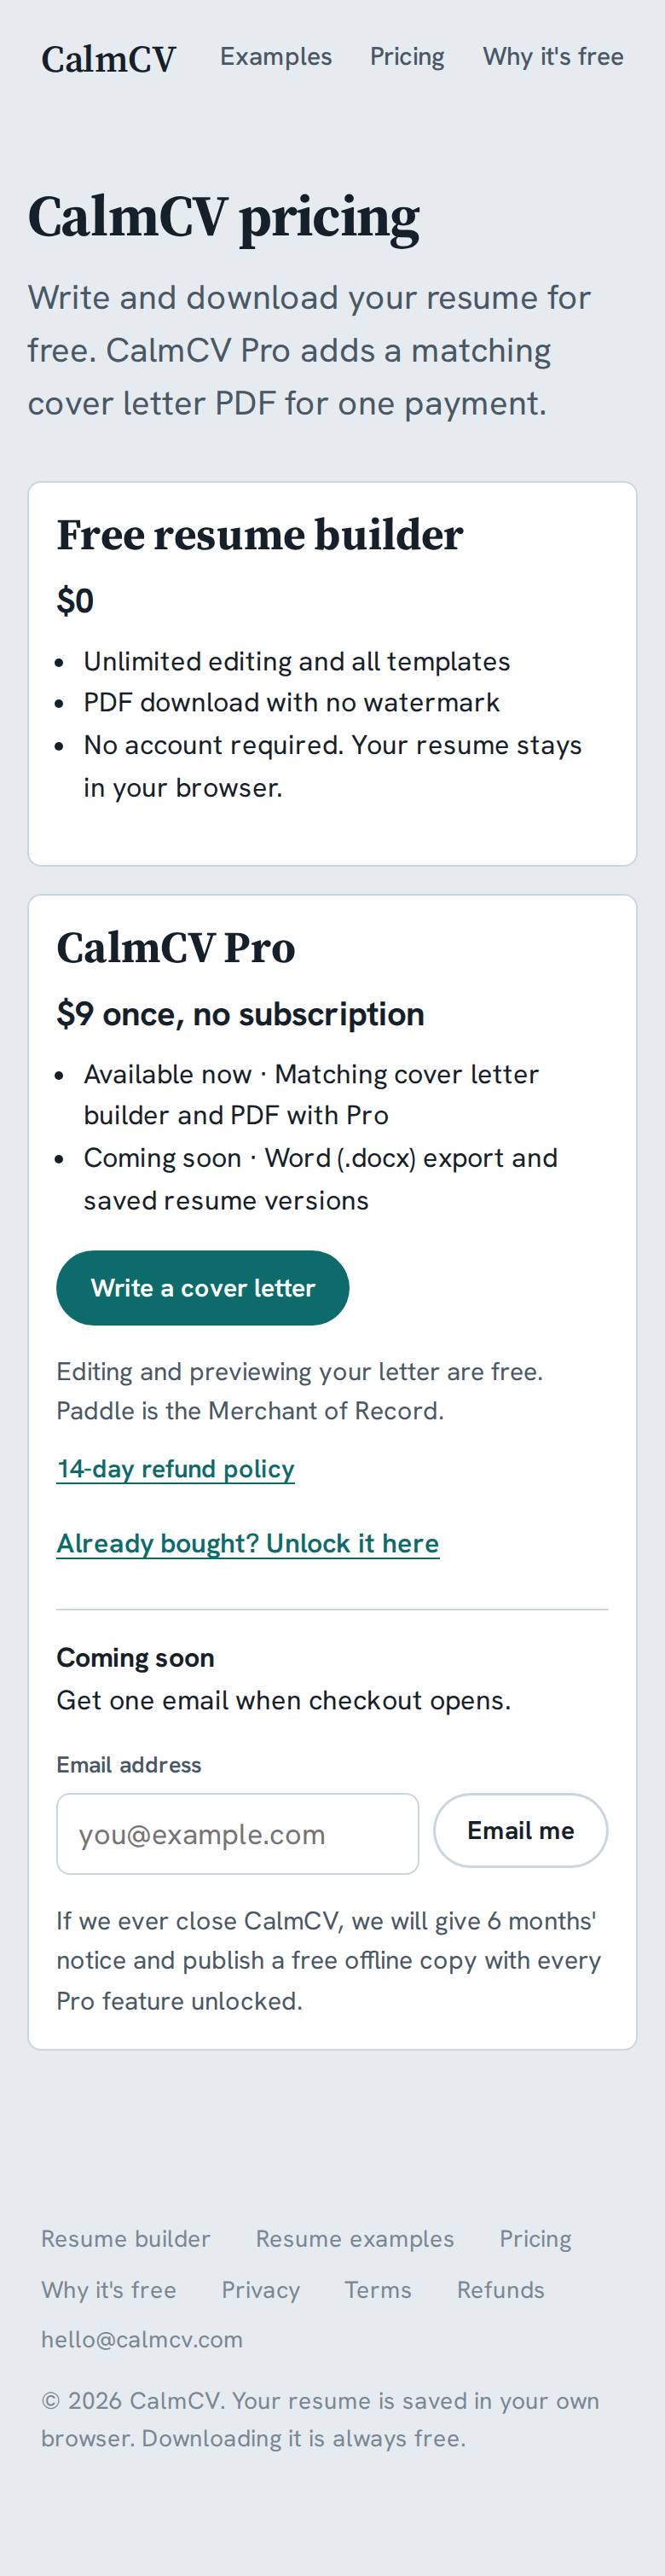 CalmCV
Examples
Pricing
Why it's free
CalmCV pricing
Write and download your resume for
free. CalmCV Pro adds a matching
cover letter PDF for one payment.
Free resume builder
$0
• Unlimited editing and all templates
• PDF download with no watermark
• No account required. Your resume stays
in your browser.
CalmCV Pro
$9 once, no subscription
• Available now · Matching cover letter
builder and PDF with Pro
• Coming soon · Word (.docx) export and
saved resume versions
Write a cover letter
Editing and previewing your letter are free.
Paddle is the Merchant of Record.
14-day refund policy
Already bought? Unlock it here
Coming soon
Get one email when checkout opens.
Email address
you@example.com
Email me
If we ever close CalmCV, we will give 6 months'
notice and publish a free offline copy with every
Pro feature unlocked.
Resume builder
Resume examples
Pricing
Why it's free
Privacy
Terms
Refunds
hello@calmcv.com
© 2026 CalmCV. Your resume is saved in your own
browser. Downloading it is always free.